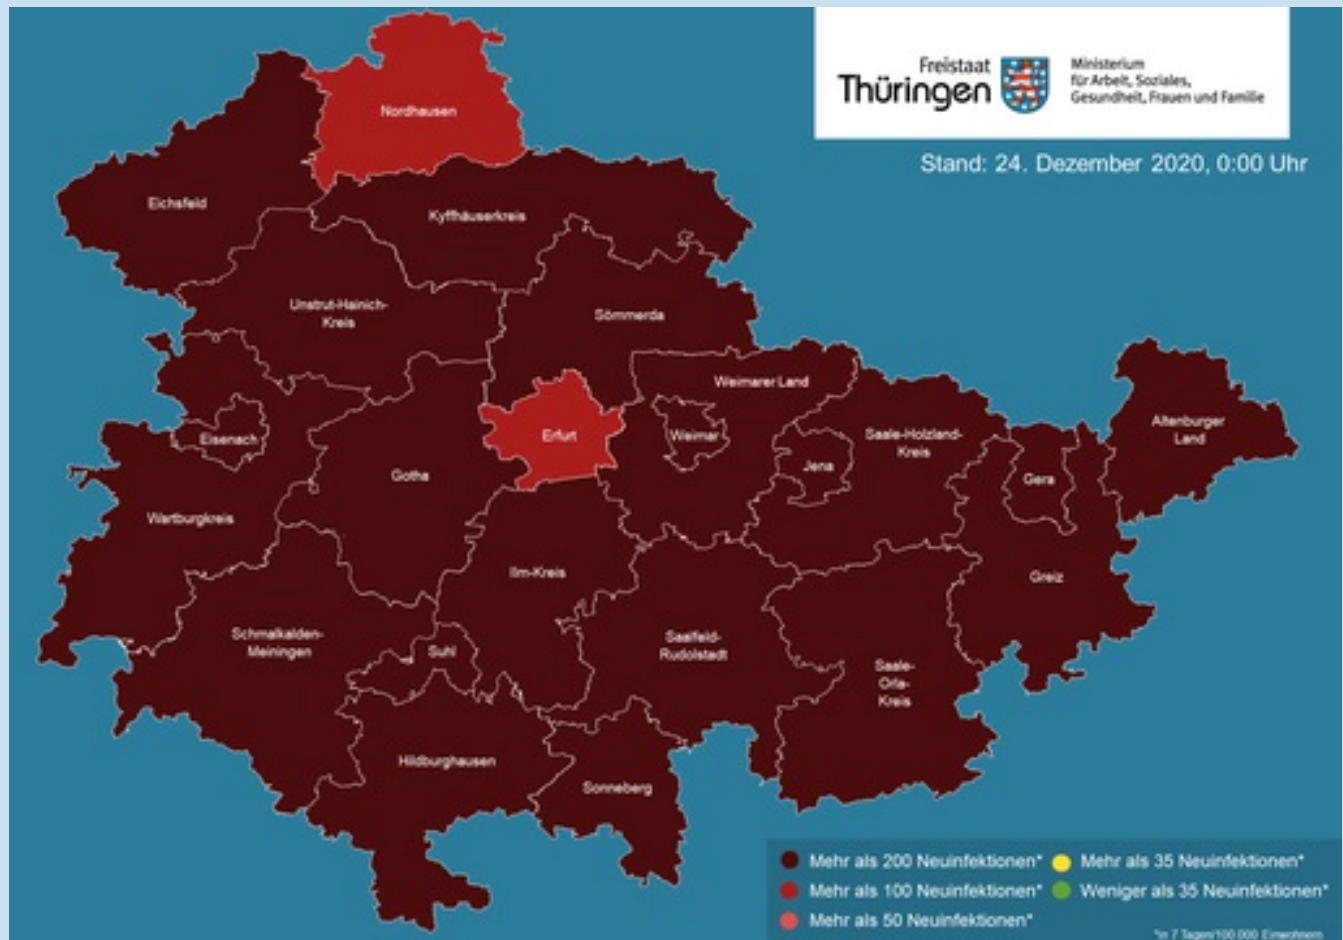 Freistaat
Thüringen
Ministerium
für Arbeit, Soziales,
Gesundheit, Frauen und Familie
Stand: 24. Dezember 2020, 0:00 Uhr
Nordhausen
Eichsfeld
Kyffhäuserkreis
Unstrut-Hainich-
Kreis
Sömmerda
Weimarer Land
Eisenach
Erfurt
Weimar
Saale-Holzland-
Kreis
Altenburger
Land
Gotha
Jena
Gera
Wartburgkreis
Ilm-Kreis
Greiz
Schmalkalden-
Meiningen
Suhl
Saalfeld-
Rudolstadt
Saale-
Orla-
Kreis
Hildburghausen
Sonneberg
Mehr als 200 Neuinfektionen*
Mehr als 100 Neuinfektionen*
Mehr als 50 Neuinfektionen*
Mehr als 35 Neuinfektionen*
Weniger als 35 Neuinfektionen*
*in 7 Tagen/100.000 Einwohnern